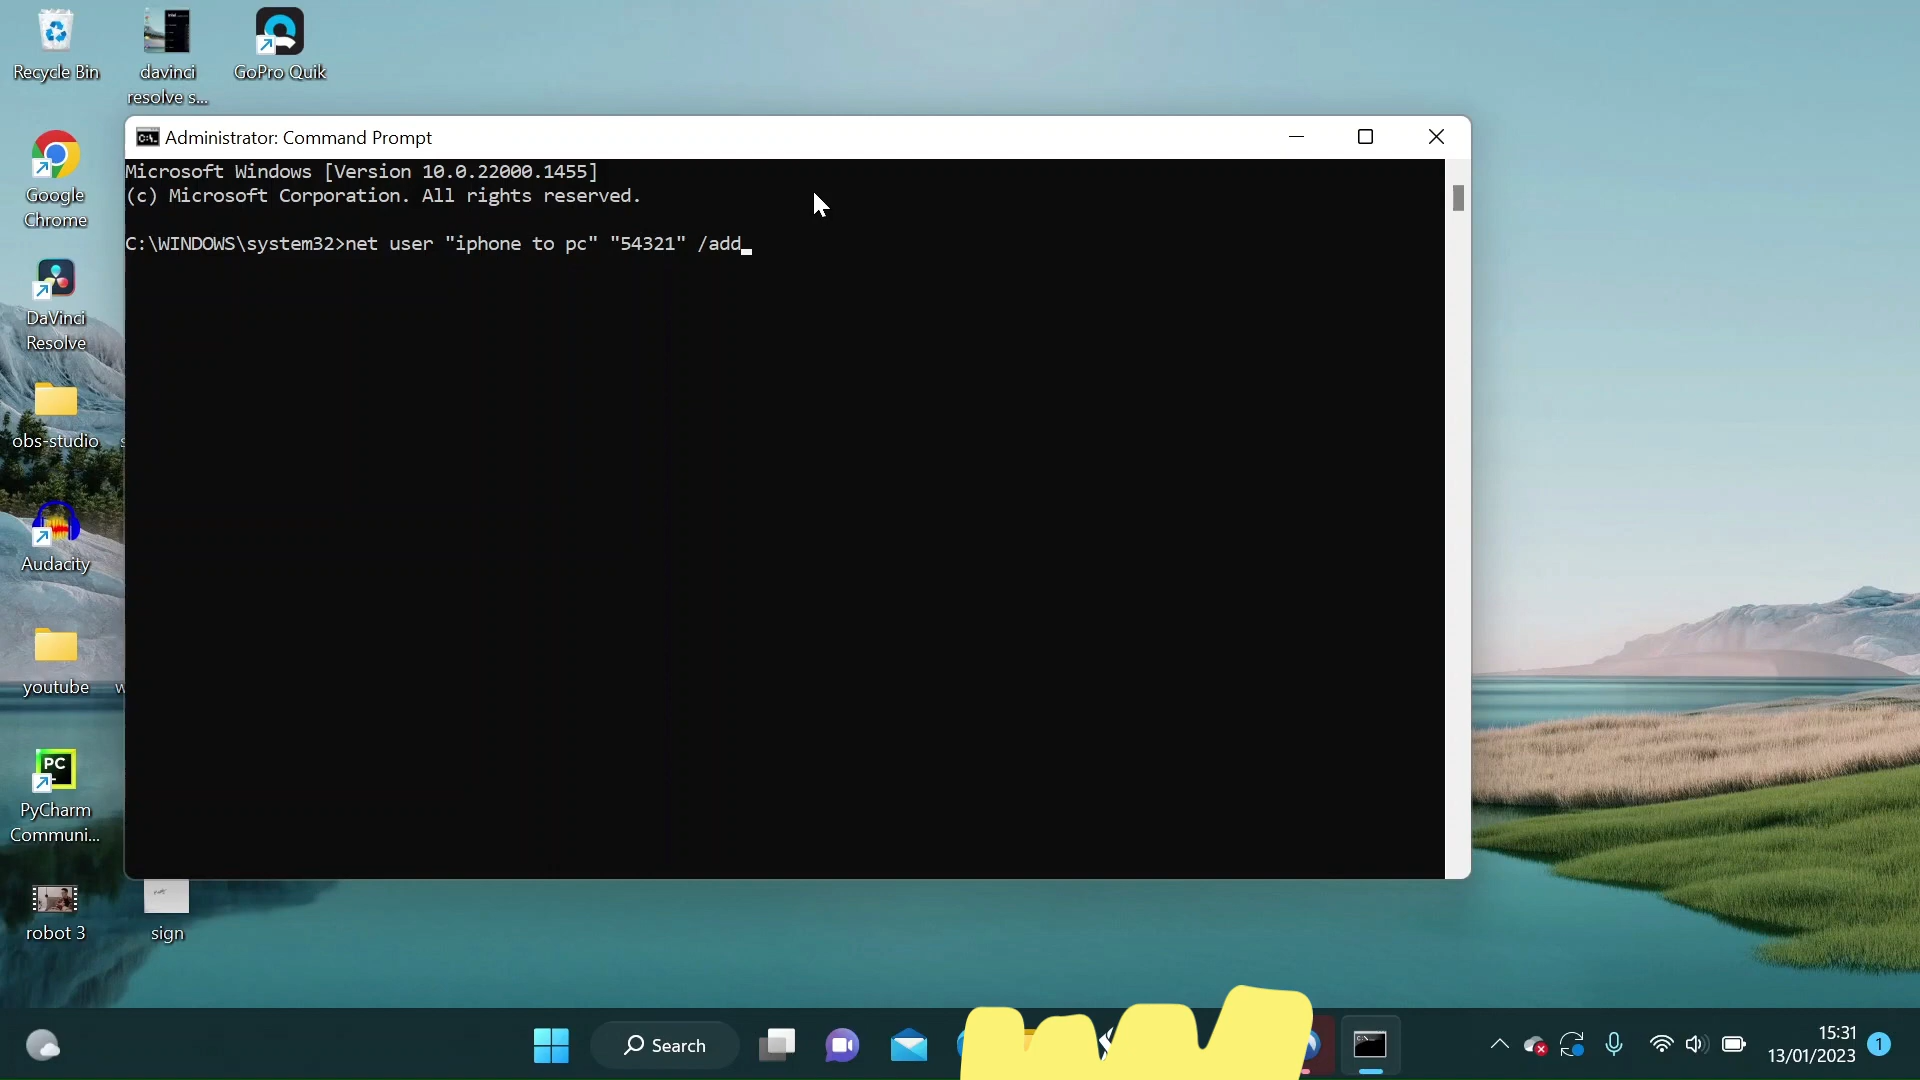 Recycle Bin
davinci
resolve s...
GoPro Quik
Google
Chrome
DaVinci
Resolve
obs-studio
Audacity
youtube
PC
PyCharm
Communi...
robot 3
sign
Administrator: Command Prompt
Microsoft Windows [Version 10.0.22000.1455]
(c) Microsoft Corporation. All rights reserved.
C:\WINDOWS\system32>net user "iphone to pc" "54321" /add
Search
15:31
13/01/2023
1